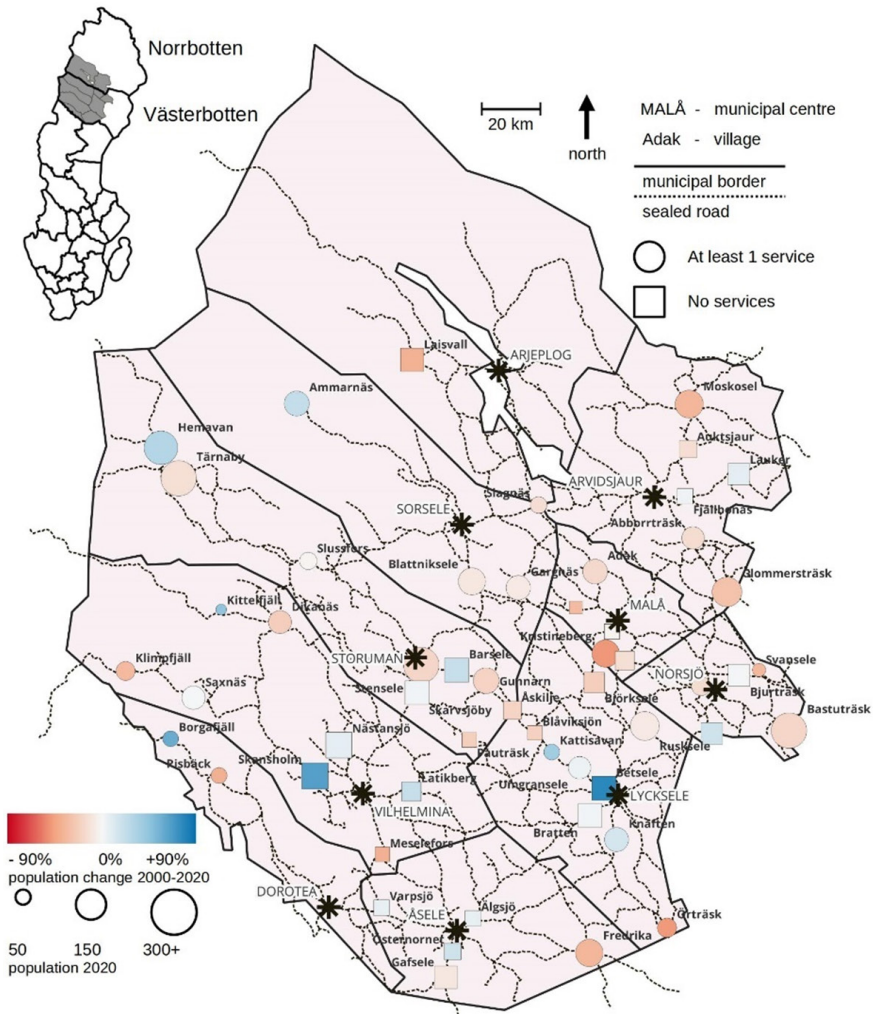 Norrbotten
Västerbotten
20 km
north
MALÅ - municipal centre
Adak - village
municipal border
sealed road
At least 1 service
No services
Laisvall
ARJEPLOG
Ammarnäs
Moskosel
Hemavan
Auktsjaur
Tärnaby
Lauker
ARVIDSJAUR
Slagnäs
SORSELE
Fjällbonäs
Abborrträsk
Slussfors
Blattniksele
Gargnäs
Adak
Glommersträsk
Kittelfjäll
Dikanäs
MALÅ
Kristineberg
Klimpfjäll
STORUMAN
Barsele
Svansele
NORSJÖ
Saxnäs
Stensele
Gunnarn
Bjurträsk
Åskilje
Björksele
Skarvsjöby
Bastuträsk
Borgafjäll
Nästansjö
Blåviksjön
Kattisavan
Rusksele
Pauträsk
Risbäck
Skansholm
Latikberg
Umgransele
Betsele
LYCKSELE
VILHELMINA
Bratten
Knaften
- 90% 0% +90%
population change 2000-2020
Meselefors
DOROTEA
Varpsjö
ÅSELE
Älgsjö
Örträsk
50 150 300+
population 2020
Östernoret
Fredrika
Gafsele